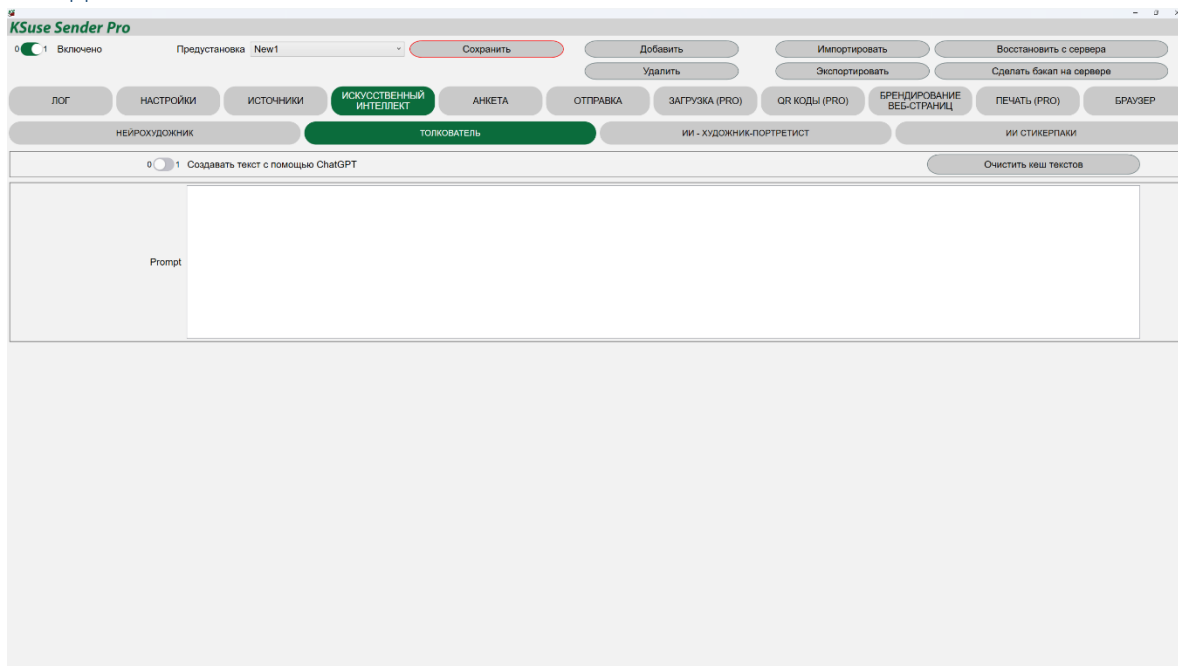 KSuse Sender Pro
0 1 Включено Предустановка New1 Сохранить Добавить Импортировать Восстановить с сервера
Удалить Экспортировать Сделать бэкап на сервере
ЛОГ НАСТРОЙКИ ИСТОЧНИКИ ИСКУССТВЕННЫЙ ИНТЕЛЛЕКТ АНКЕТА ОТПРАВКА ЗАГРУЗКА (PRO) QR КОДЫ (PRO) БРЕНДИРОВАНИЕ ВЕБ-СТРАНИЦ ПЕЧАТЬ (PRO) БРАУЗЕР
НЕЙРОХУДОЖНИК ТОЛКОВАТЕЛЬ ИИ - ХУДОЖНИК-ПОРТРЕТИСТ ИИ СТИКЕРПАКИ
0 1 Создавать текст с помощью ChatGPT Очистить кеш текстов
Prompt